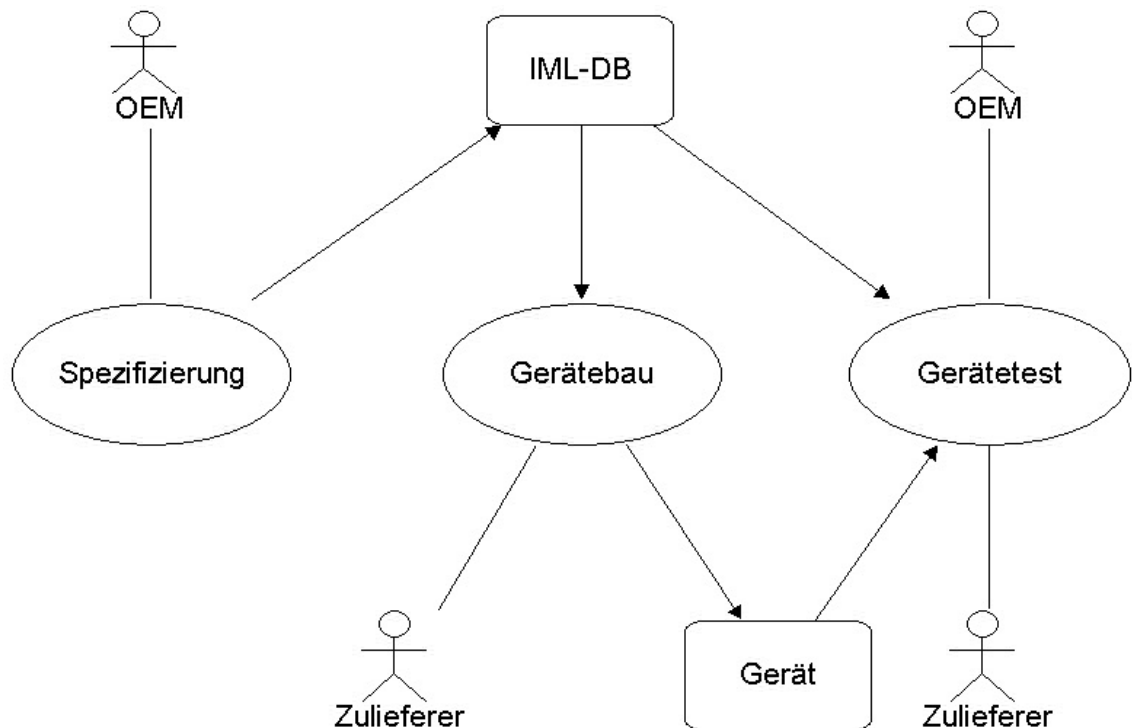 IML-DB
OEM
OEM
Spezifizierung
Gerätebau
Gerätetest
Gerät
Zulieferer
Zulieferer